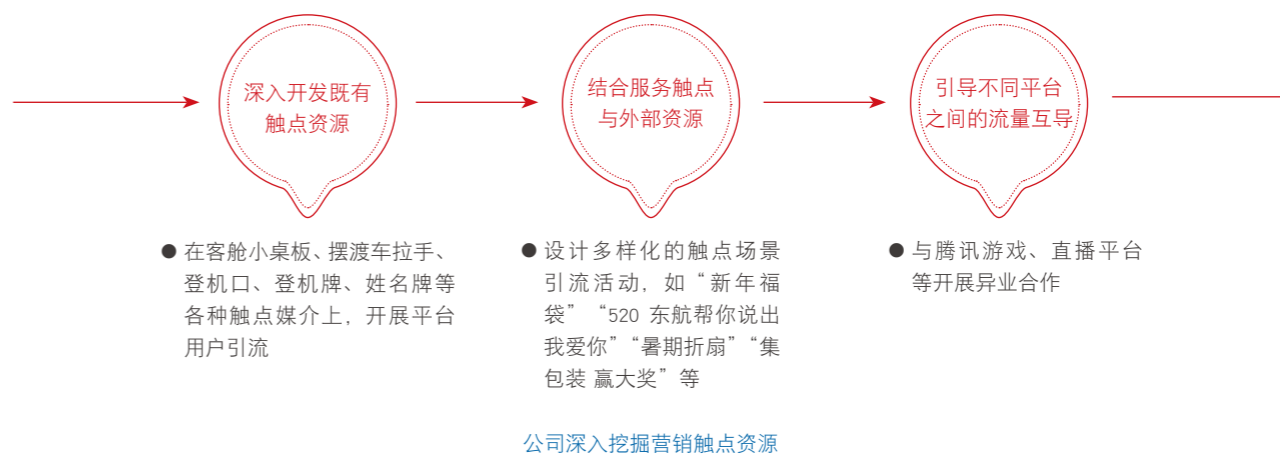 深入开发既有
触点资源
结合服务触点
与外部资源
引导不同平台
之间的流量互导
● 在客舱小桌板、摆渡车拉手、
登机口、登机牌、姓名牌等
各种触点媒介上，开展平台
用户引流
● 设计多样化的触点场景
引流活动，如“新年福
袋”“520 东航帮你说出
我爱你”“暑期折扇”“集
包装 赢大奖”等
● 与腾讯游戏、直播平台
等开展异业合作
公司深入挖掘营销触点资源